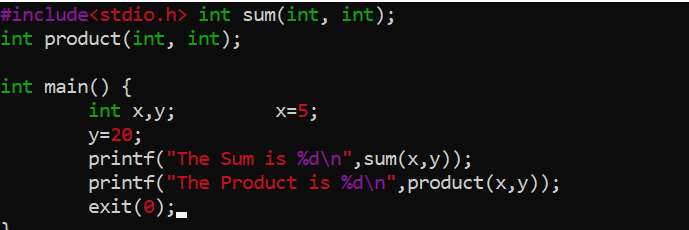 #include<stdio.h> int sum(int, int);
int product(int, int);

int main() {
        int x,y;         x=5;
        y=20;
        printf("The Sum is %d\n",sum(x,y));
        printf("The Product is %d\n",product(x,y));
        exit(0);
}